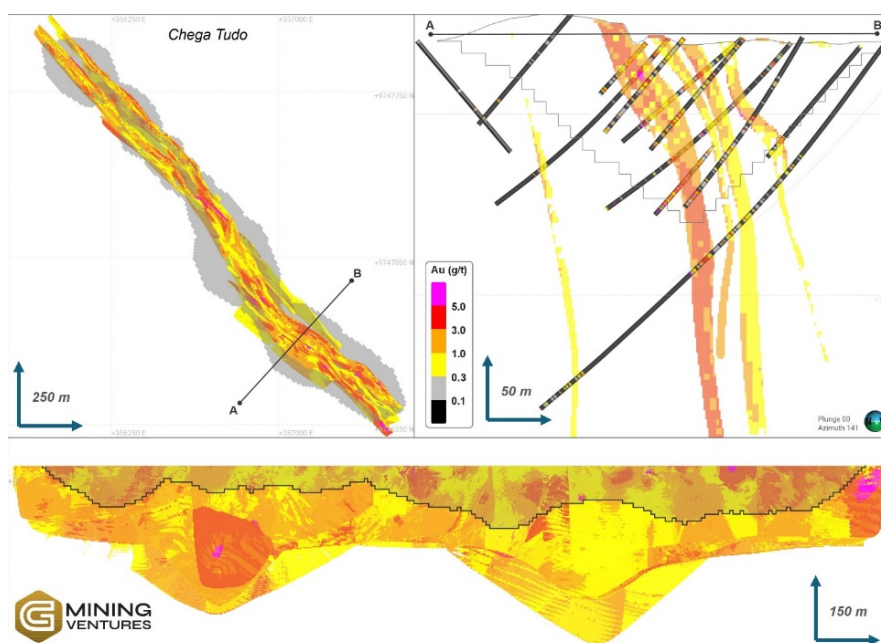 Chega Tudo
+356250 E
+357000 E
+9747750 N
+9747000 N
B
A
250 m
+356250 E
+357000 E
A
B
Au (g/t)
5.0
3.0
1.0
0.3
0.1
50 m
Plunge 00
Azimuth 141
G
MINING
VENTURES
150 m